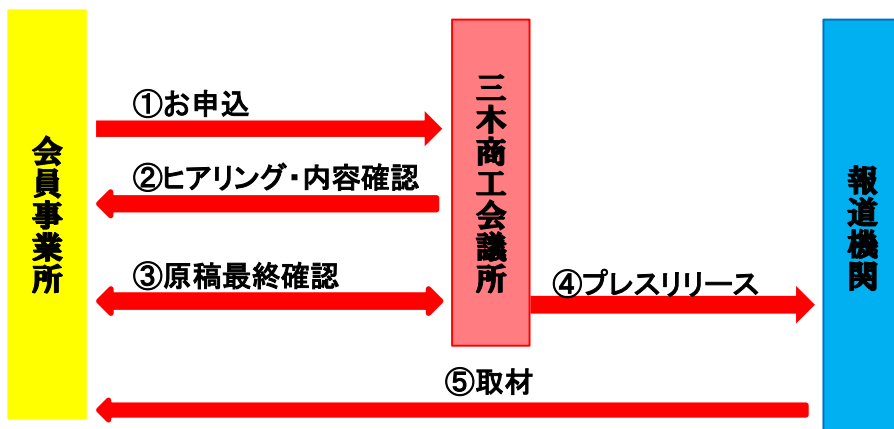 会員事業所
①お申込
②ヒアリング・内容確認
③原稿最終確認
三木商工会議所
④プレスリリース
⑤取材
報道機関